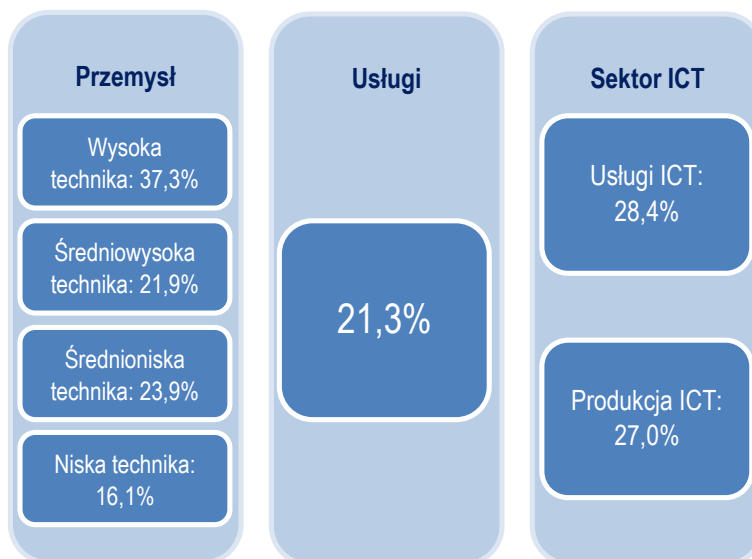 Przemysł
Wysoka
technika: 37,3%
Średniowysoka
technika: 21,9%
Średnioniska
technika: 23,9%
Niska technika:
16,1%
Usługi
21,3%
Sektor ICT
Usługi ICT:
28,4%
Produkcja ICT:
27,0%